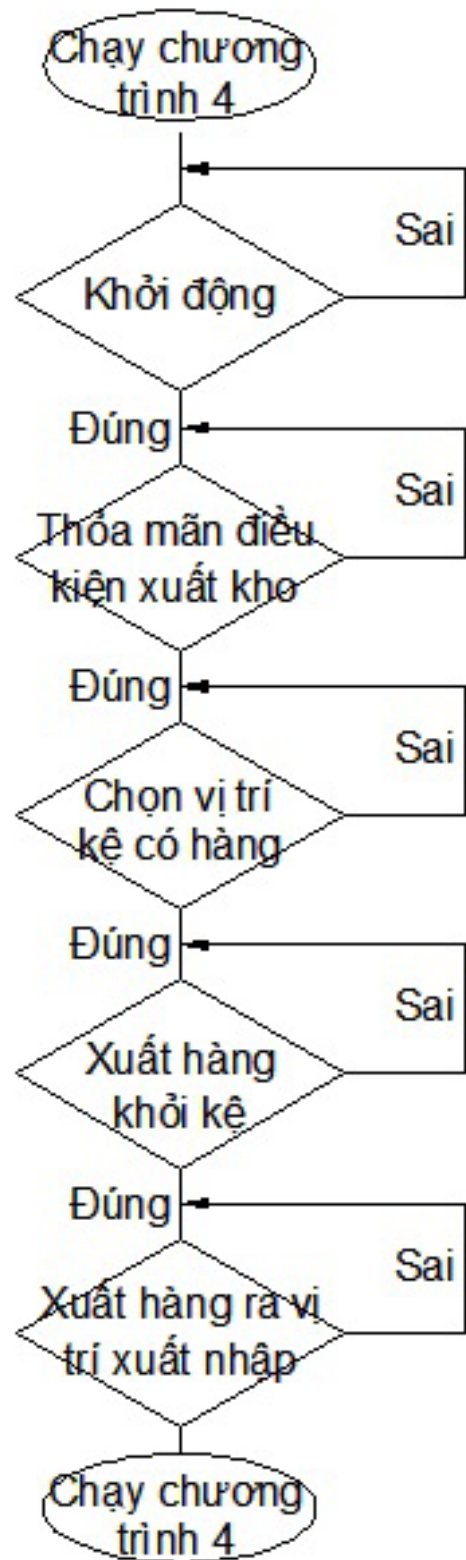 Chạy chương
trình 4
Sai
Khởi động
Đúng
Sai
Thỏa mãn điều
kiện xuất kho
Đúng
Sai
Chọn vị trí
kệ có hàng
Đúng
Sai
Xuất hàng
khỏi kệ
Đúng
Sai
Xuất hàng ra vị
trí xuất nhập
Chạy chương
trình 4